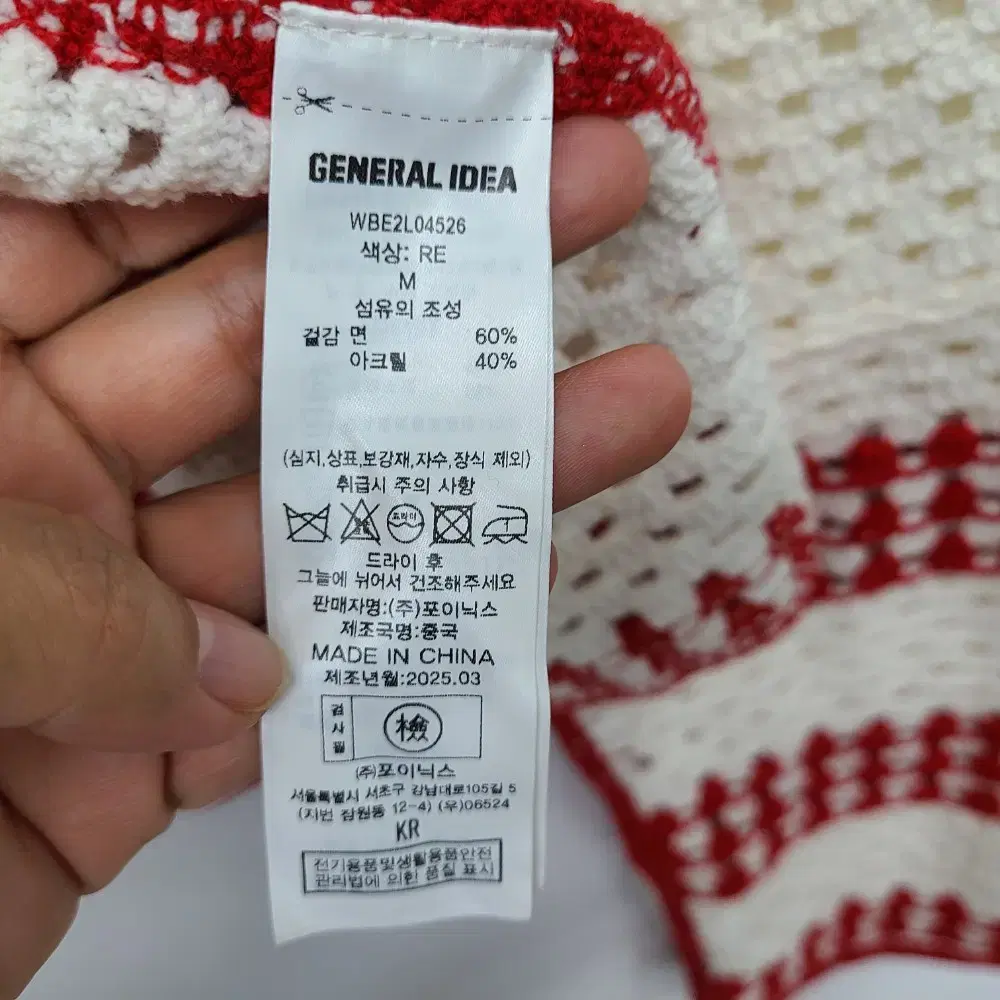 GENERAL IDEA
WBE2L04526
색상: RE
M
섬유의 조성
겉감 면 60%
아크릴 40%
(심지,상표,보강재,자수,장식 제외)
취급시 주의 사항
드라이
드라이 후
그늘에 뉘어서 건조해주세요
판매자명:(주)포이닉스
제조국명:중국
MADE IN CHINA
제조년월:2025.03
검사필
檢
㈜포이닉스
서울특별시 서초구 강남대로105길 5
(지번 잠원동 12-4) (우)06524
KR
전기용품및생활용품안전
관리법에 의한 품질 표시